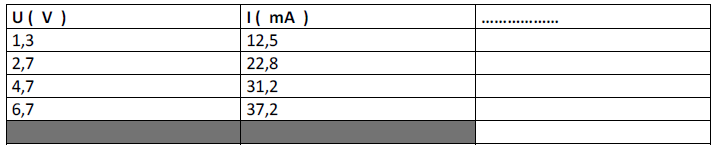 U ( V ) I ( mA ) ..................
1,3 12,5
2,7 22,8
4,7 31,2
6,7 37,2